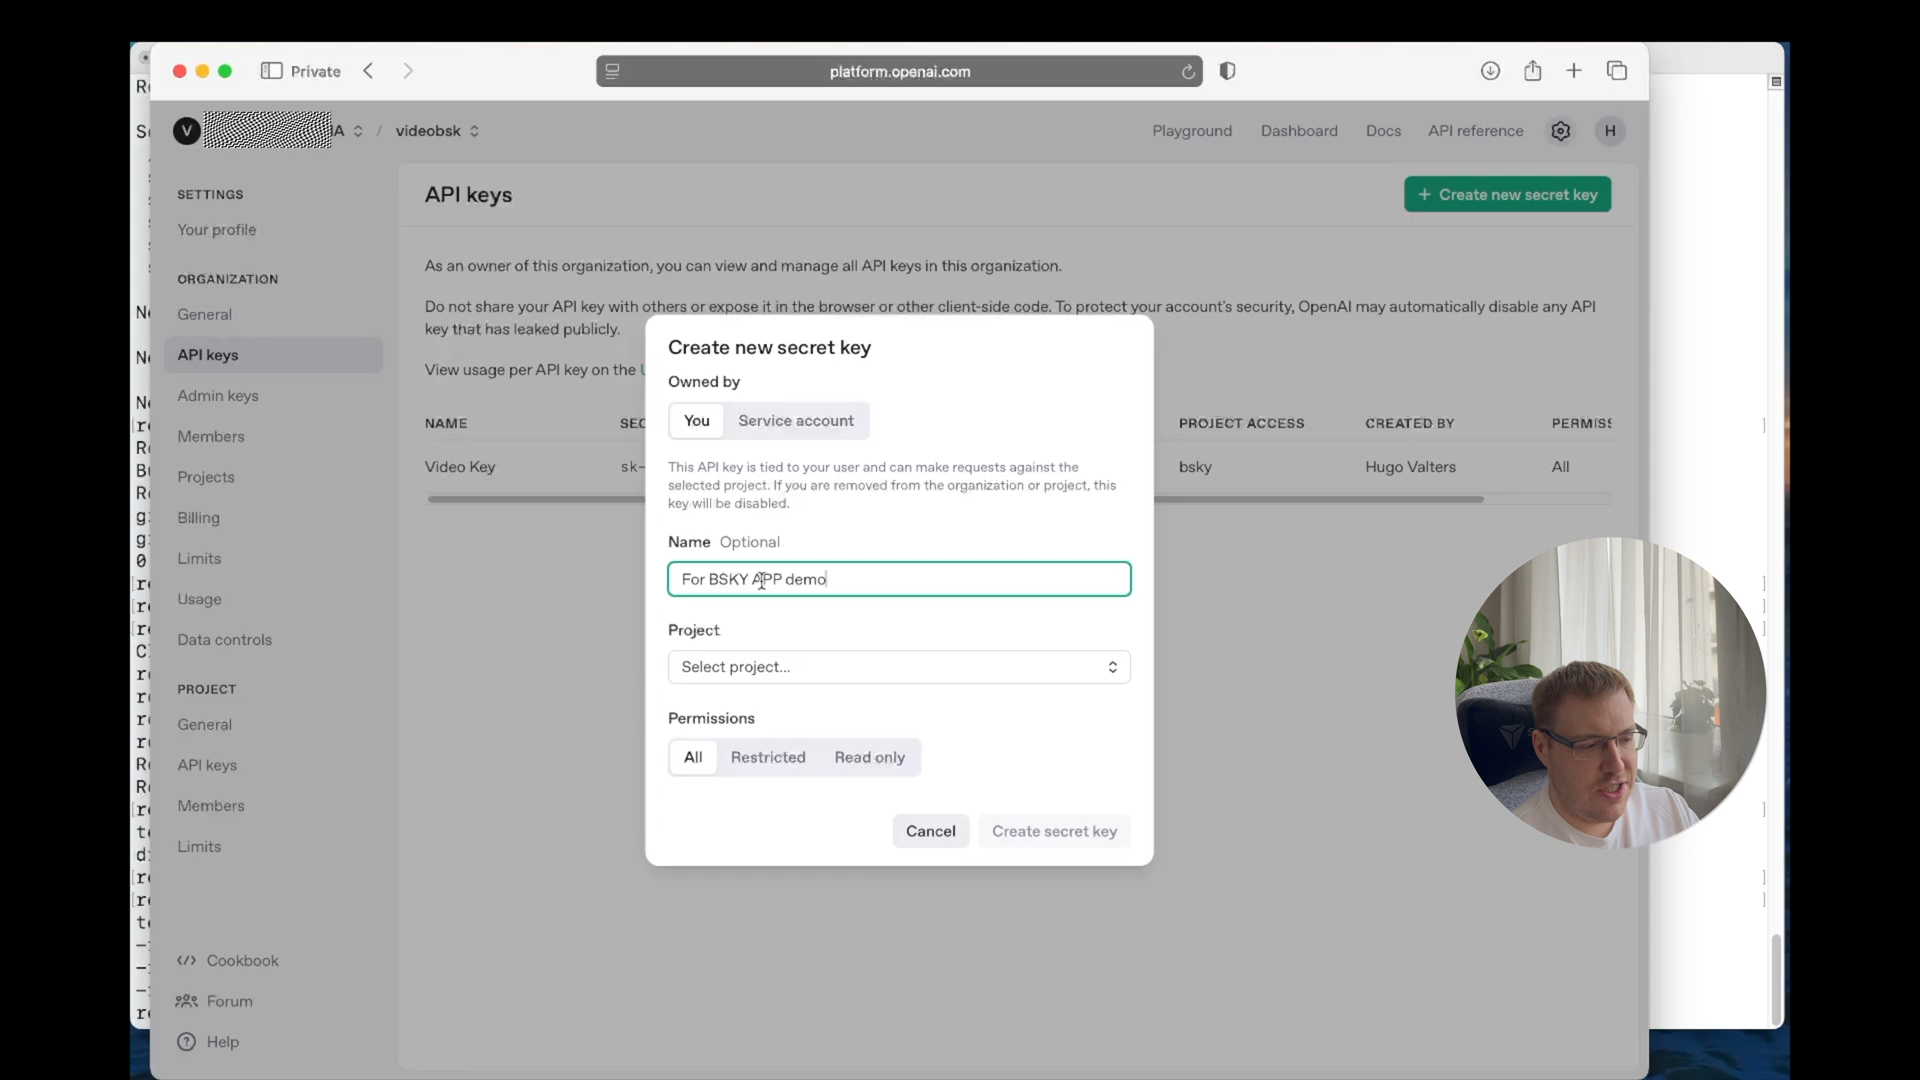 Private
platform.openai.com
V
A / videobsk
Playground
Dashboard
Docs
API reference
H
SETTINGS
Your profile
ORGANIZATION
General
API keys
Admin keys
Members
Projects
Billing
Limits
Usage
Data controls
PROJECT
General
API keys
Members
Limits
Cookbook
Forum
Help
API keys
+ Create new secret key
As an owner of this organization, you can view and manage all API keys in this organization.
Do not share your API key with others or expose it in the browser or other client-side code. To protect your account's security, OpenAI may automatically disable any API
key that has leaked publicly.
View usage per API key on the
NAME
PROJECT ACCESS
CREATED BY
Video Key
sk-
bsky
Hugo Valters
All
Create new secret key
Owned by
You
Service account
This API key is tied to your user and can make requests against the
selected project. If you are removed from the organization or project, this
key will be disabled.
Name Optional
For BSKY APP demo
Project
Select project...
Permissions
All
Restricted
Read only
Cancel
Create secret key